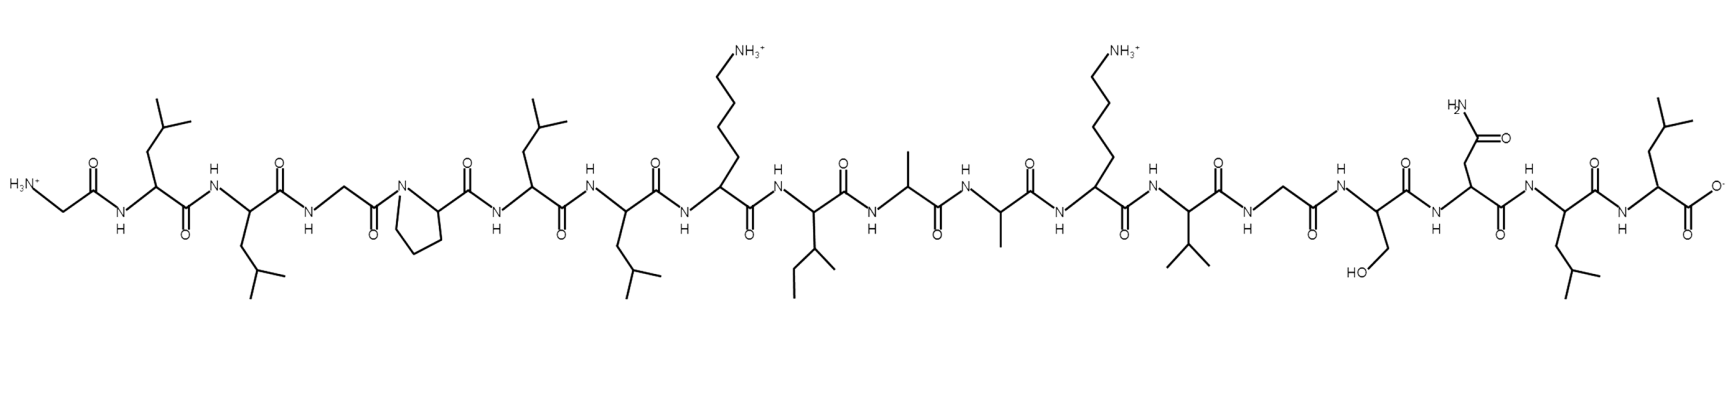 NH₃⁺ NH₃⁺
H₂N
O
O H O O H O H O H O H O H O H O
H₃N⁺ N N N N N N N N O⁻
N N N N N N N N N
H O H O H O H O H O H O H O H O H O
HO